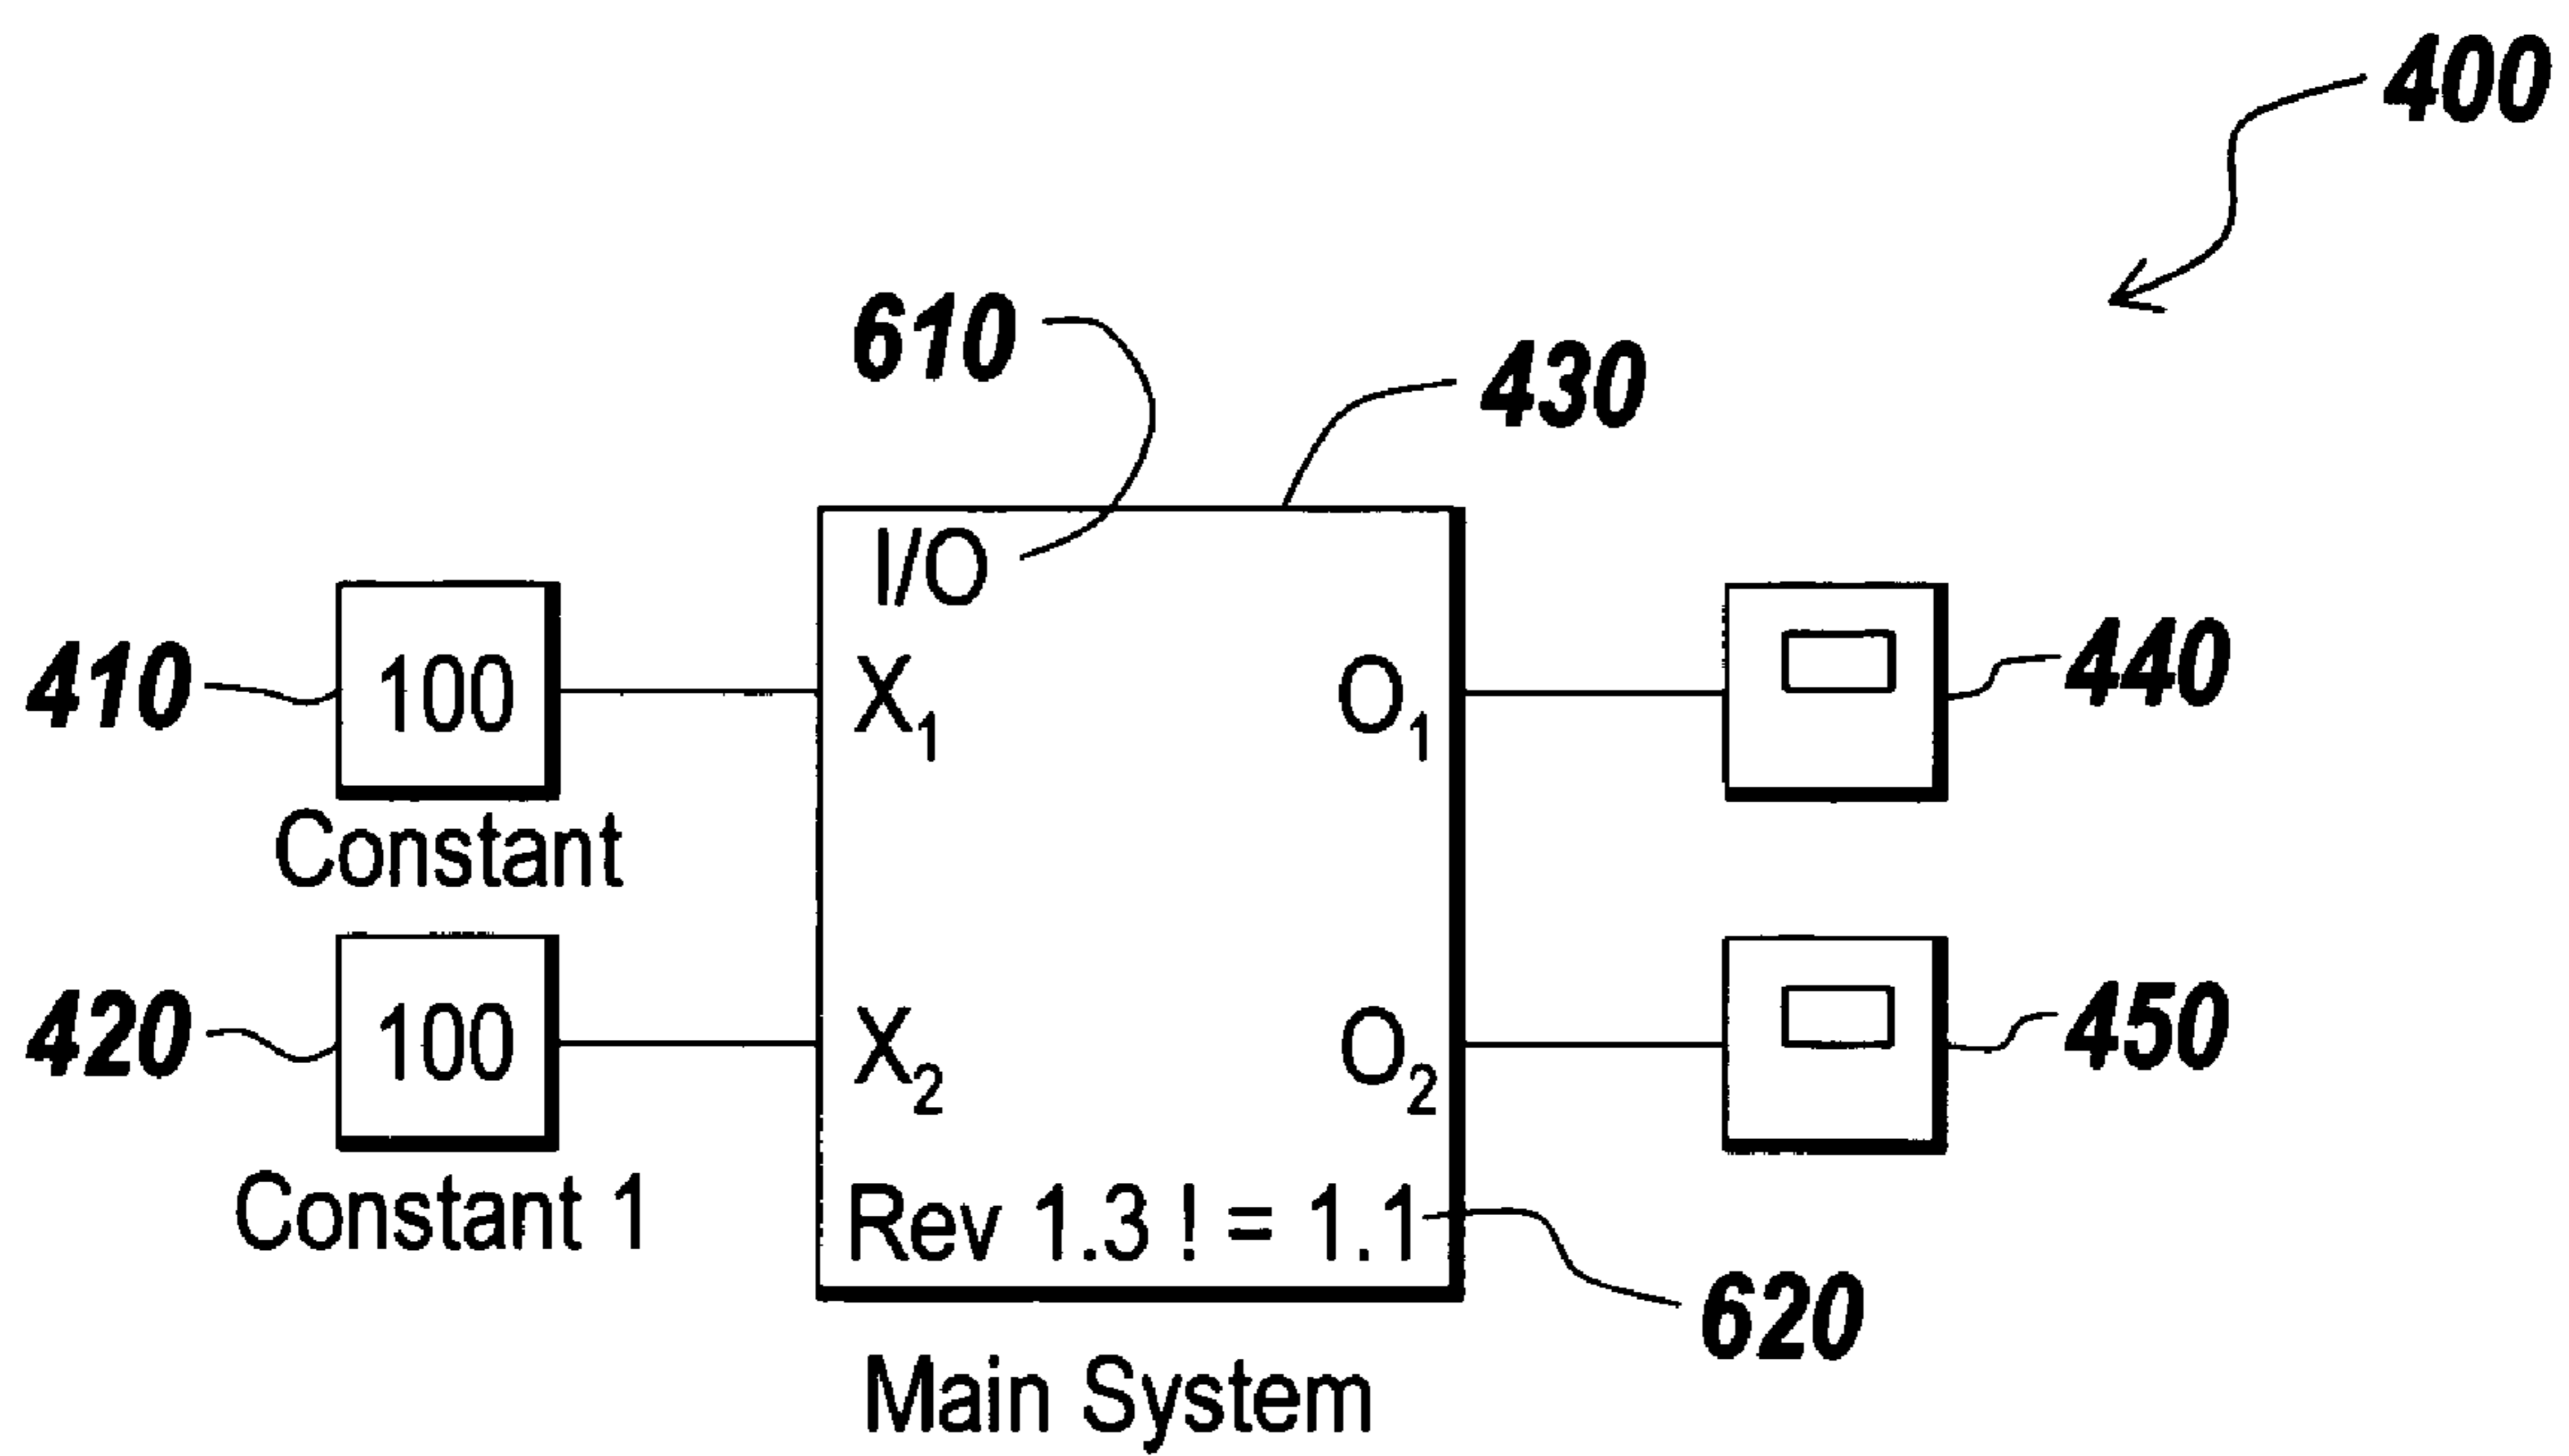 400
610
430
I/O
410
100
X₁
O₁
440
Constant
420
100
X₂
O₂
450
Constant 1
Rev 1.3 ! = 1.1
620
Main System